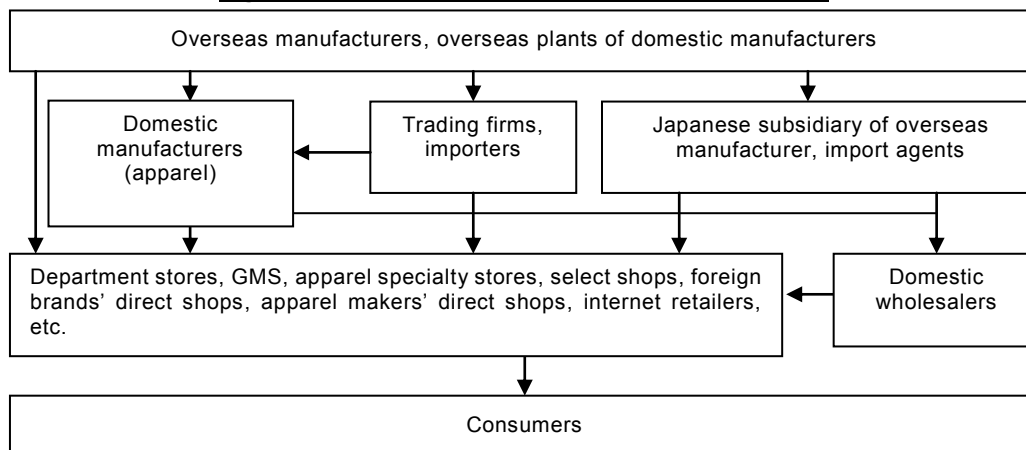 Overseas manufacturers, overseas plants of domestic manufacturers
Domestic
manufacturers
(apparel)
Trading firms,
importers
Japanese subsidiary of overseas
manufacturer, import agents
Department stores, GMS, apparel specialty stores, select shops, foreign
brands’ direct shops, apparel makers’ direct shops, internet retailers,
etc.
Domestic
wholesalers
Consumers